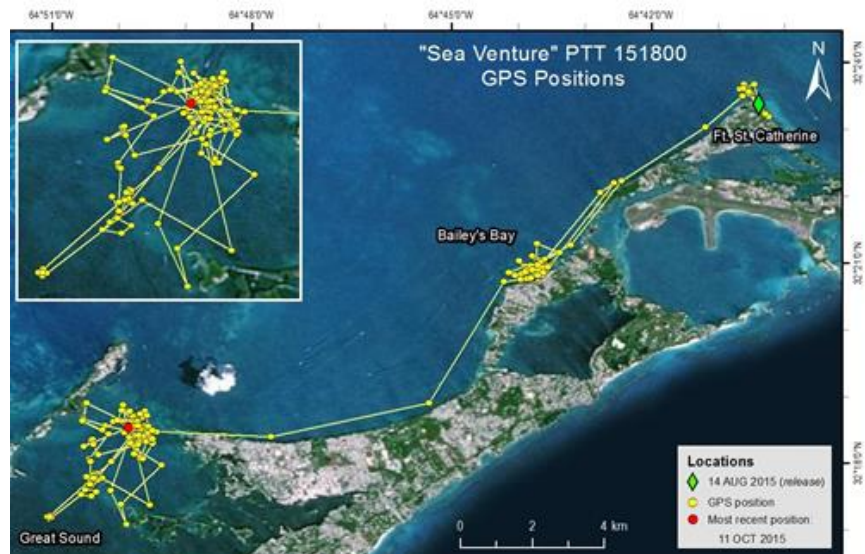 64°51'0"W
64°48'0"W
64°45'0"W
64°42'0"W
"Sea Venture" PTT 151800
GPS Positions
N
32°24'0"N
Ft. St. Catherine
Bailey's Bay
32°21'0"N
32°18'0"N
Great Sound
Locations
14 AUG 2015 (release)
GPS position
Most recent position:
11 OCT 2015
0 2 4 km